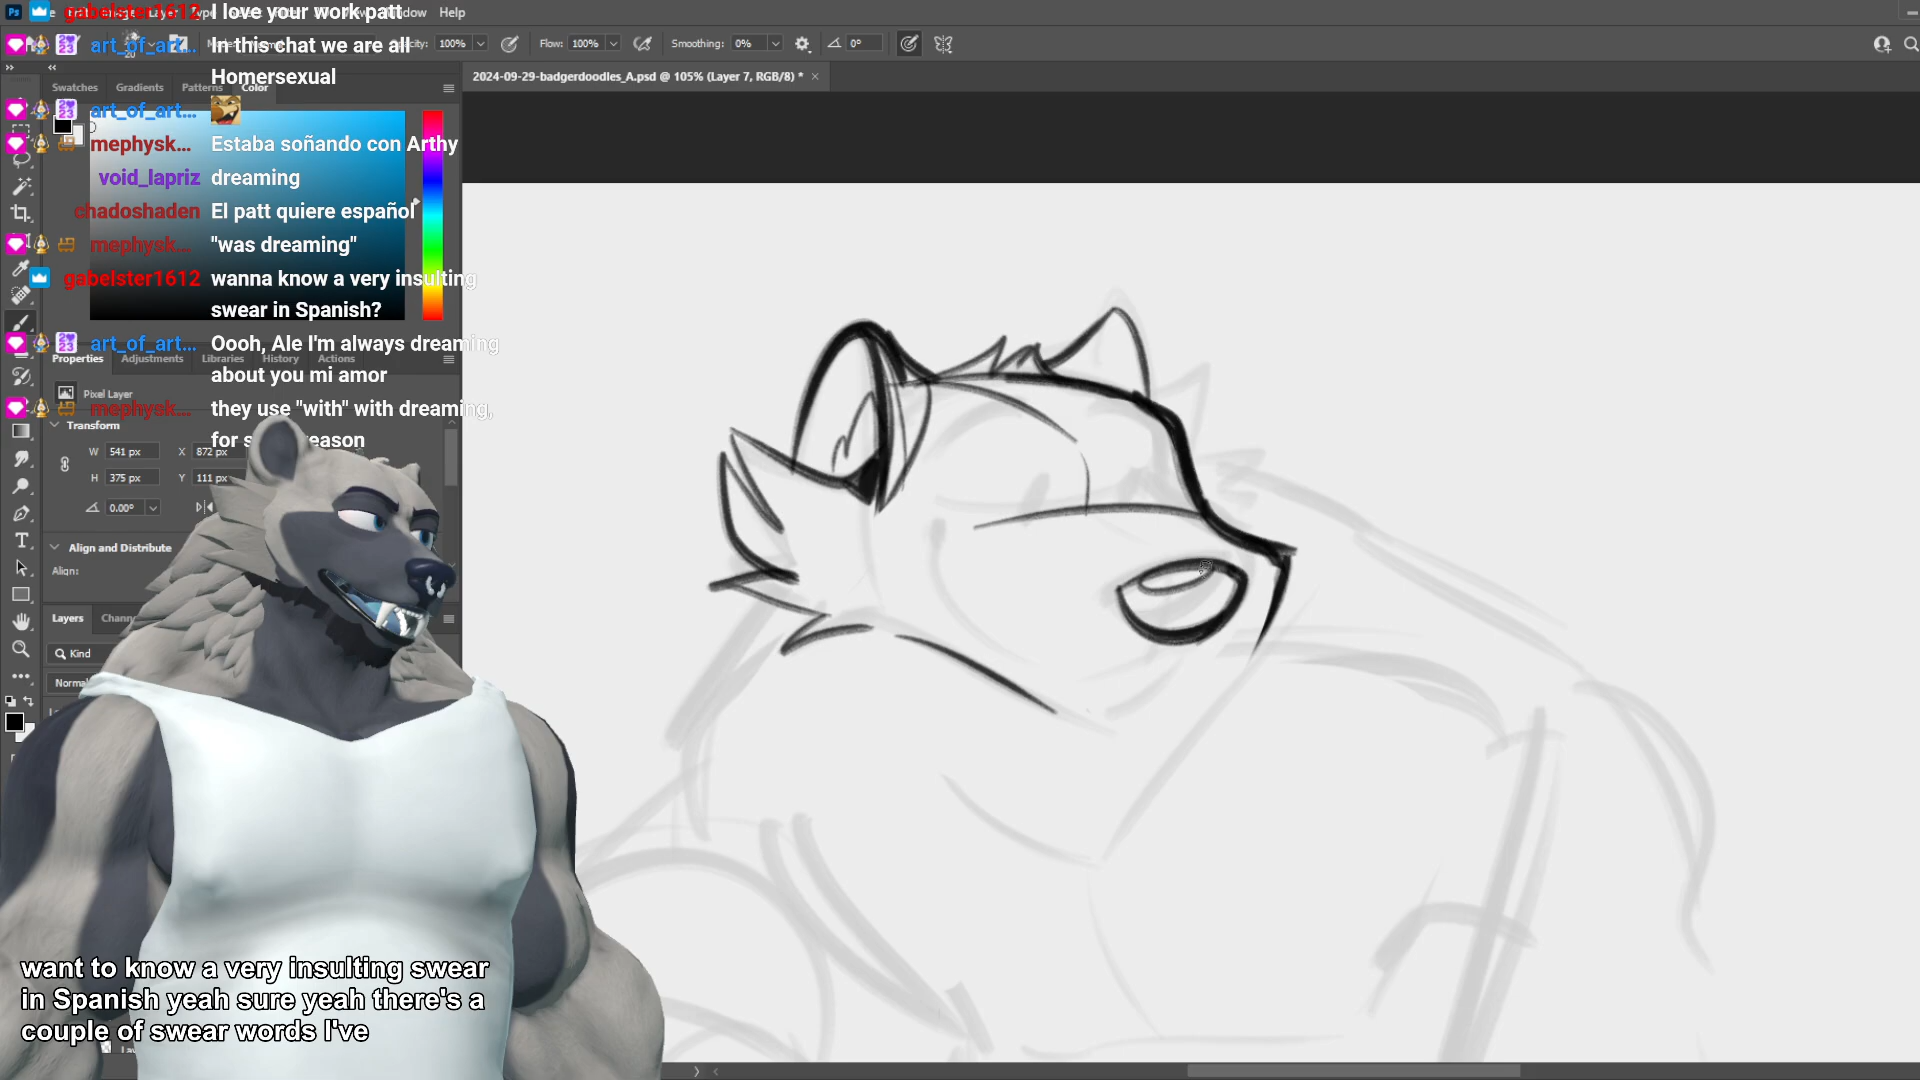 gabelster1612 I love your work patt
Window Help
art_of_art... In this chat we are all
Homersexual
100% Flow: 100% Smoothing: 0% 0°
2024-09-29-badgerdoodles_A.psd @ 105% (Layer 7, RGB/8) *
Swatches Gradients Patterns Color
art_of_art...
mephysk... Estaba soñando con Arthy
void_lapriz dreaming
chadoshaden El patt quiere español
mephysk... "was dreaming"
gabelster1612 wanna know a very insulting
swear in Spanish?
art_of_art... Oooh, Ale I'm always dreaming
about you mi amor
Properties Adjustments Libraries History Actions
Pixel Layer
mephysk... they use "with" with dreaming,
Transform
W 541 px X 872 px
H 375 px Y 111 px
0.00°
Align and Distribute
Align:
Layers
Kind
want to know a very insulting swear
in Spanish yeah sure yeah there's a
couple of swear words I've